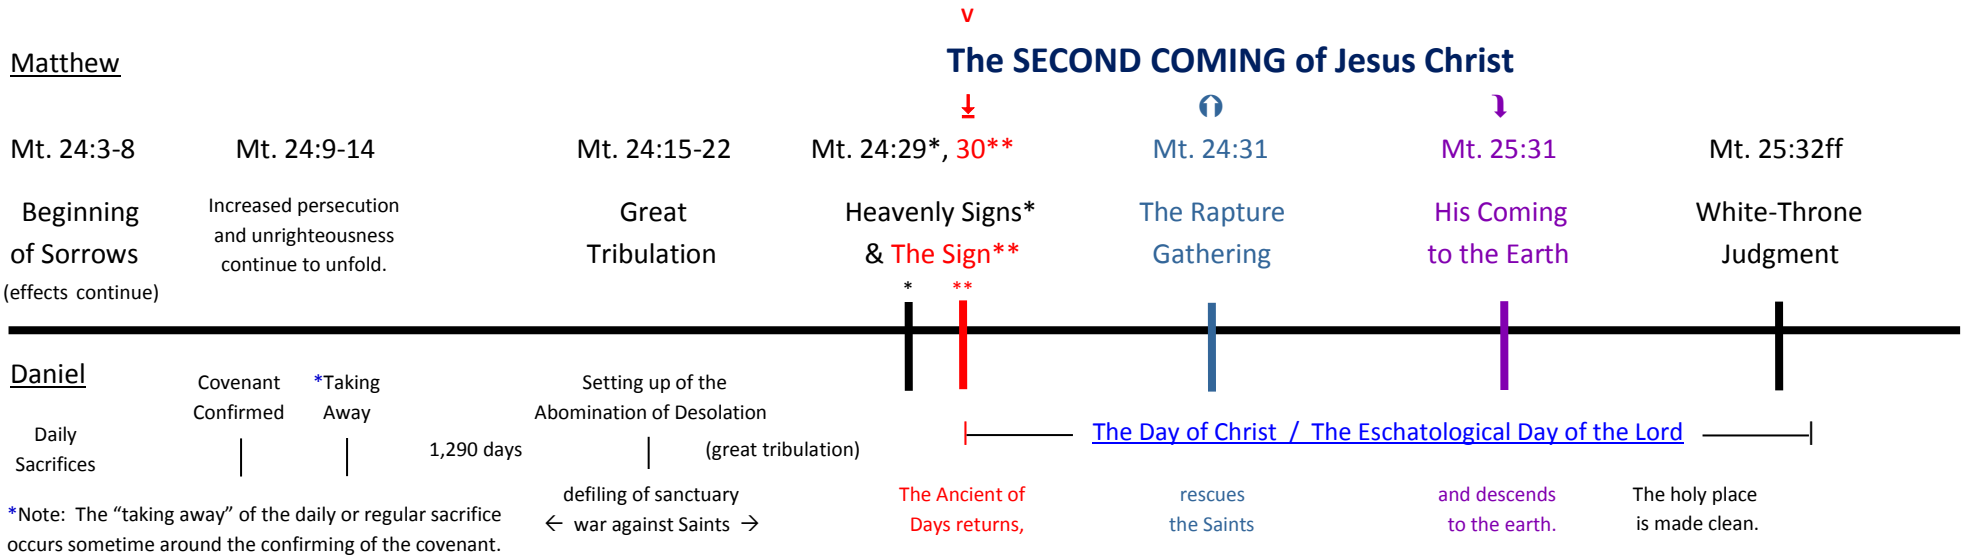 v
The SECOND COMING of Jesus Christ
Matthew
Mt. 24:3-8
Mt. 24:9-14
Mt. 24:15-22
Mt. 24:29*, 30**
Mt. 24:31
Mt. 25:31
Mt. 25:32ff
Beginning
of Sorrows
(effects continue)
Increased persecution
and unrighteousness
continue to unfold.
Great
Tribulation
Heavenly Signs*
& The Sign**
* **
The Rapture
Gathering
His Coming
to the Earth
White-Throne
Judgment
Daniel
Daily
Sacrifices
Covenant
Confirmed
*Taking
Away
1,290 days
Setting up of the
Abomination of Desolation
(great tribulation)
The Day of Christ / The Eschatological Day of the Lord
defiling of sanctuary
← war against Saints →
The Ancient of
Days returns,
rescues
the Saints
and descends
to the earth.
The holy place
is made clean.
*Note: The “taking away” of the daily or regular sacrifice
occurs sometime around the confirming of the covenant.